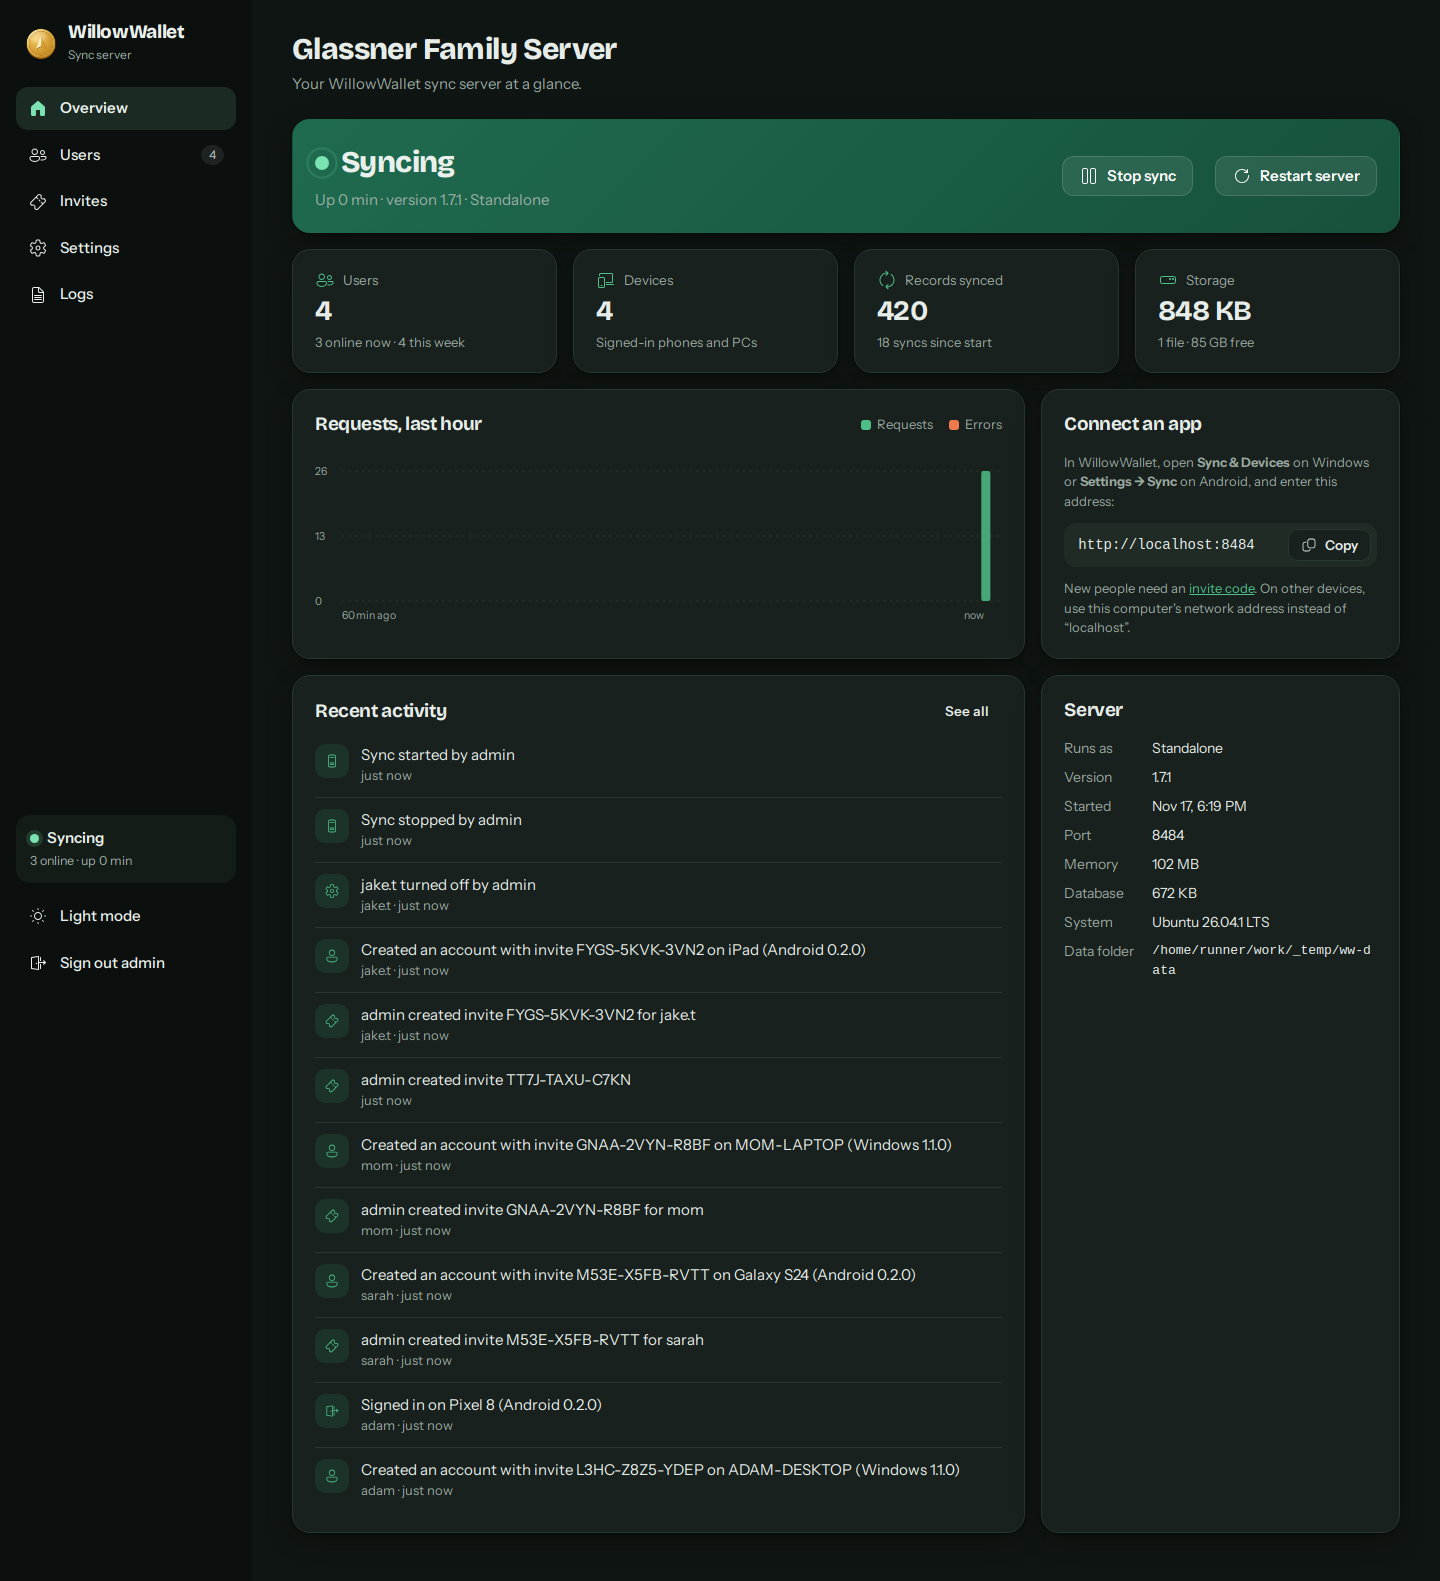 WillowWallet
Sync server
Overview
Users 4
Invites
Settings
Logs
Syncing
3 online · up 0 min
Light mode
Sign out admin
Glassner Family Server
Your WillowWallet sync server at a glance.
Syncing
Up 0 min · version 1.7.1 · Standalone
Stop sync
Restart server
Users
4
3 online now · 4 this week
Devices
4
Signed-in phones and PCs
Records synced
420
18 syncs since start
Storage
848 KB
1 file · 85 GB free
Requests, last hour
Requests Errors
26
13
0
60 min ago now
Connect an app
In WillowWallet, open Sync & Devices on Windows
or Settings → Sync on Android, and enter this
address:
http://localhost:8484 Copy
New people need an invite code. On other devices,
use this computer's network address instead of
“localhost”.
Recent activity See all
Sync started by admin
just now
Sync stopped by admin
just now
jake.t turned off by admin
jake.t · just now
Created an account with invite FYGS-5KVK-3VN2 on iPad (Android 0.2.0)
jake.t · just now
admin created invite FYGS-5KVK-3VN2 for jake.t
jake.t · just now
admin created invite TT7J-TAXU-C7KN
just now
Created an account with invite GNAA-2VYN-R8BF on MOM-LAPTOP (Windows 1.1.0)
mom · just now
admin created invite GNAA-2VYN-R8BF for mom
mom · just now
Created an account with invite M53E-X5FB-RVTT on Galaxy S24 (Android 0.2.0)
sarah · just now
admin created invite M53E-X5FB-RVTT for sarah
sarah · just now
Signed in on Pixel 8 (Android 0.2.0)
adam · just now
Created an account with invite L3HC-Z8Z5-YDEP on ADAM-DESKTOP (Windows 1.1.0)
adam · just now
Server
Runs as Standalone
Version 1.7.1
Started Nov 17, 6:19 PM
Port 8484
Memory 102 MB
Database 672 KB
System Ubuntu 26.04.1 LTS
Data folder /home/runner/work/_temp/ww-d
ata